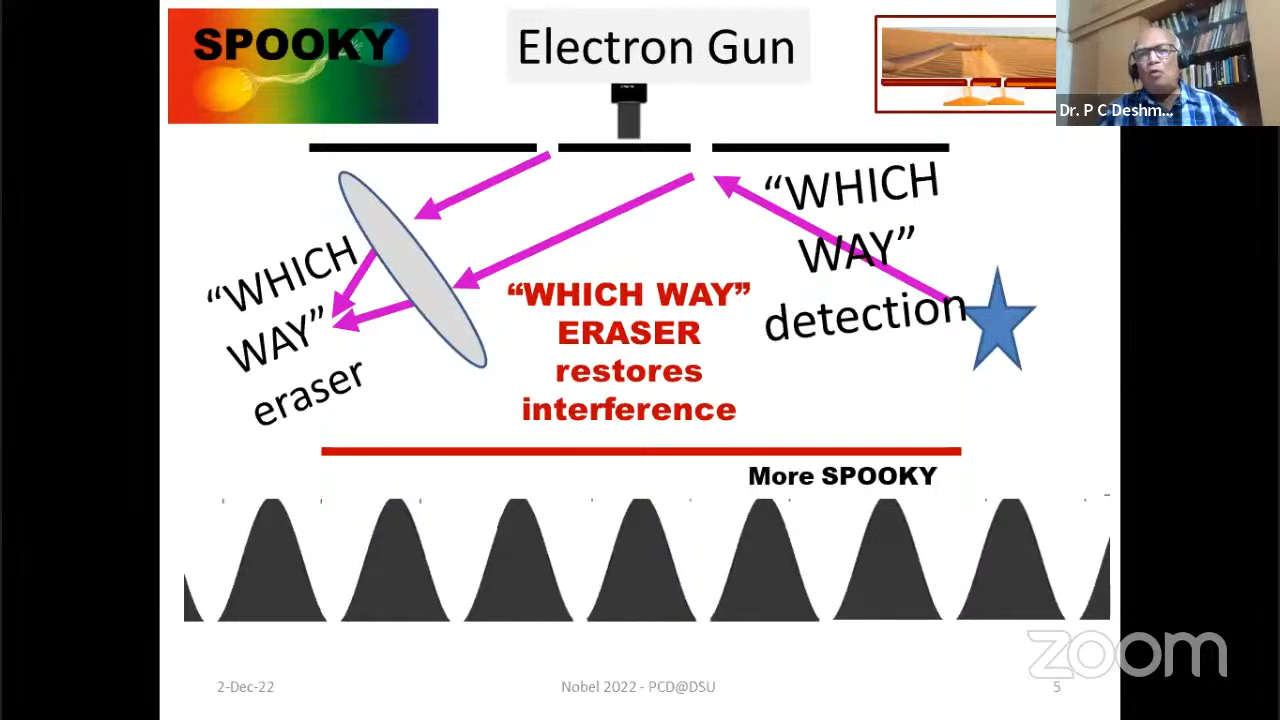 SPOOKY
Electron Gun
Dr. P C Deshm...
“WHICH
WAY”
detection
“WHICH
WAY”
eraser
“WHICH WAY”
ERASER
restores
interference
More SPOOKY
zoom
2-Dec-22
Nobel 2022 - PCD@DSU
5